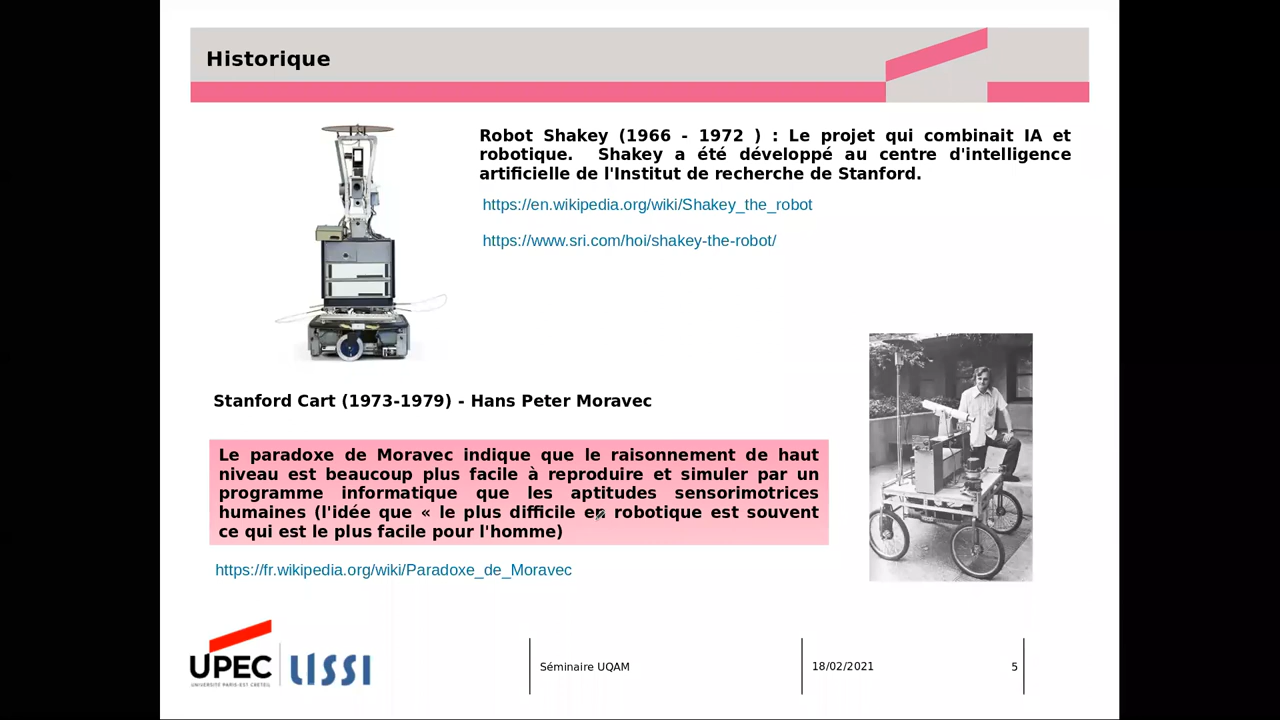 Historique
Robot Shakey (1966 - 1972 ) : Le projet qui combinait IA et
robotique. Shakey a été développé au centre d'intelligence
artificielle de l'Institut de recherche de Stanford.
https://en.wikipedia.org/wiki/Shakey_the_robot
https://www.sri.com/hoi/shakey-the-robot/
Stanford Cart (1973-1979) - Hans Peter Moravec
Le paradoxe de Moravec indique que le raisonnement de haut
niveau est beaucoup plus facile à reproduire et simuler par un
programme informatique que les aptitudes sensorimotrices
humaines (l'idée que « le plus difficile en robotique est souvent
ce qui est le plus facile pour l'homme)
https://fr.wikipedia.org/wiki/Paradoxe_de_Moravec
UPEC
UNIVERSITÉ PARIS-EST CRÉTEIL
LISSI
Séminaire UQAM
18/02/2021
5